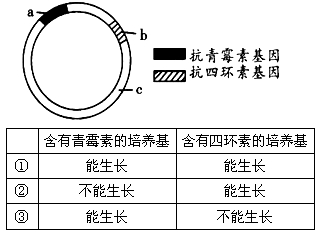 a
b
抗青霉素基因
抗四环素基因
c
含有青霉素的培养基 含有四环素的培养基
① 能生长 能生长
② 不能生长 能生长
③ 能生长 不能生长